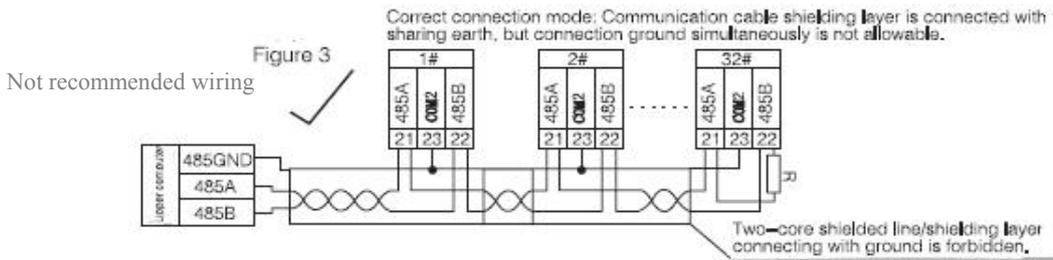 Correct connection mode: Communication cable shielding layer is connected with
sharing earth, but connection ground simultaneously is not allowable.
Figure 3
Not recommended wiring
1#
2#
32#
485A
COM2
485B
485A
COM2
485B
485A
COM2
485B
21 23 22
21 23 22
21 23 22
Upper computer
485GND
485A
485B
R
Two-core shielded line/shielding layer
connecting with ground is forbidden.